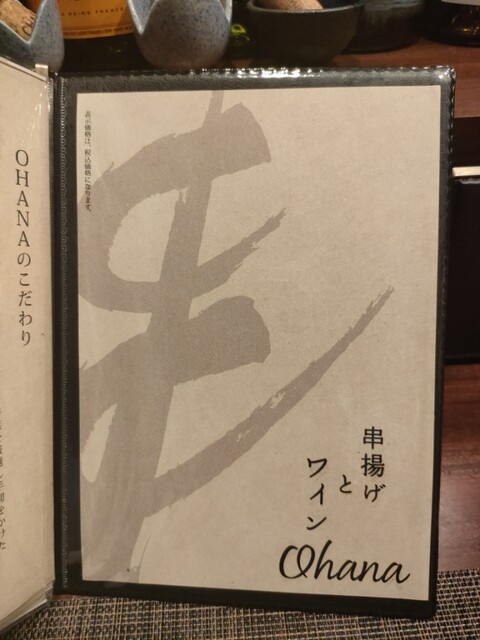 表示価格は、税込価格になります。
串揚げ
と
ワイン
Ohana
OHANAのこだわり